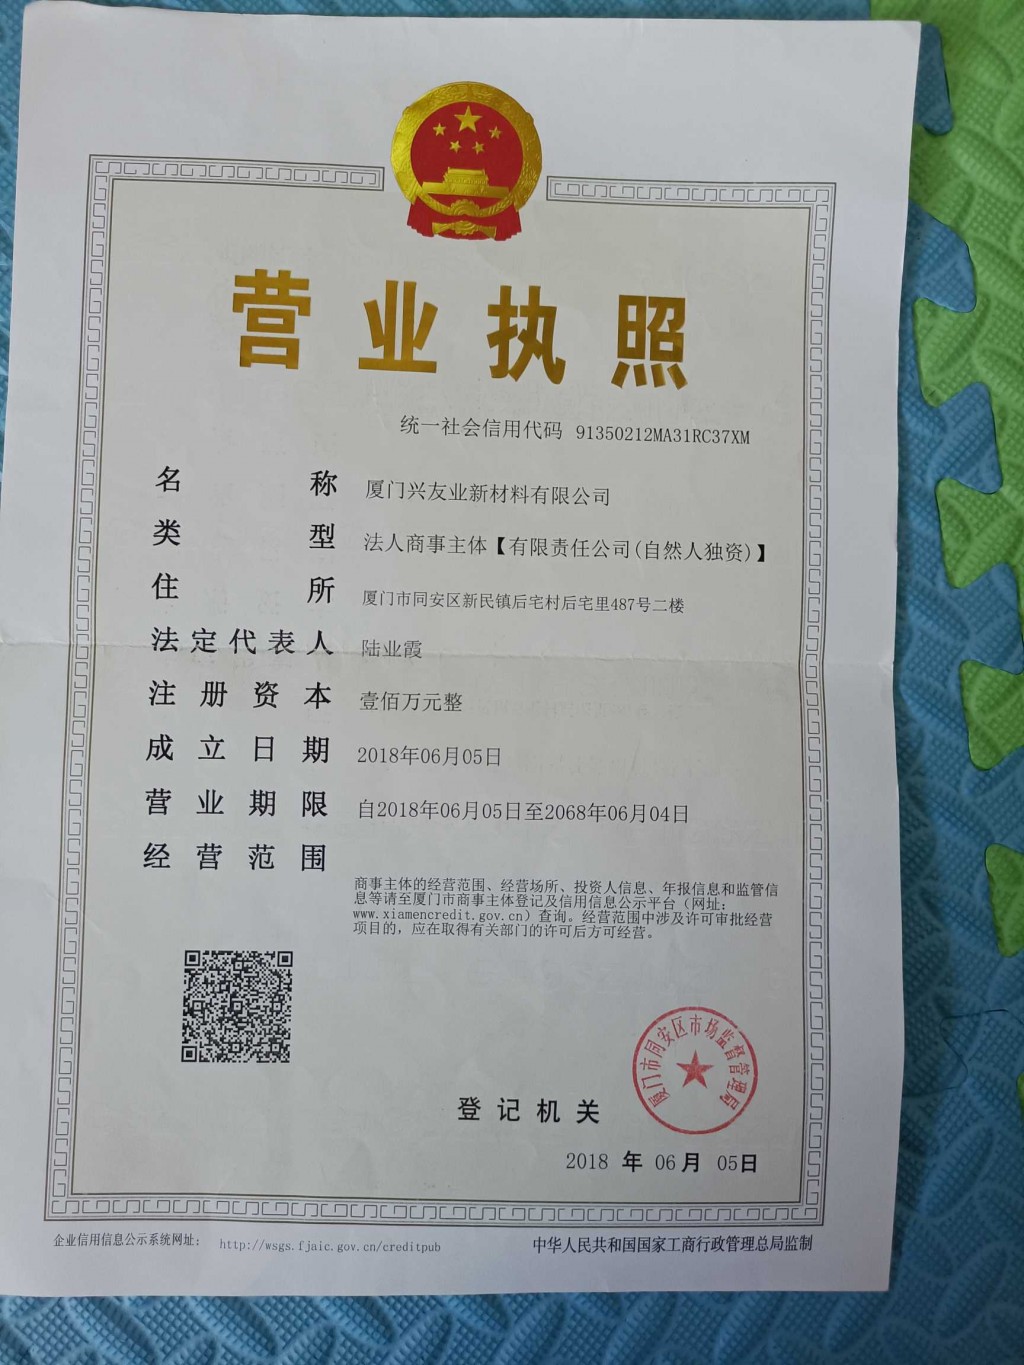 营业执照
统一社会信用代码 91350212MA31RC37XM
名称 厦门兴友业新材料有限公司
类型 法人商事主体【有限责任公司(自然人独资)】
住所 厦门市同安区新民镇后宅村后宅里487号二楼
法定代表人 陆业霞
注册资本 壹佰万元整
成立日期 2018年06月05日
营业期限 自2018年06月05日至2068年06月04日
经营范围
商事主体的经营范围、经营场所、投资人信息、年报信息和监管信
息等请至厦门市商事主体登记及信用信息公示平台（网址：
www.xiamencredit.gov.cn）查询。经营范围中涉及许可审批经营
项目的，应在取得有关部门的许可后方可经营。
厦门市同安区市场监督管理局
登记机关
2018 年 06 月 05 日
企业信用信息公示系统网址： http://wsgs.fjaic.gov.cn/creditpub
中华人民共和国国家工商行政管理总局监制